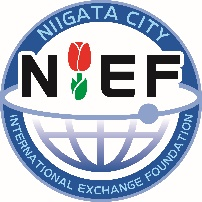 NIIGATA CITY
NIEF
INTERNATIONAL EXCHANGE FOUNDATION